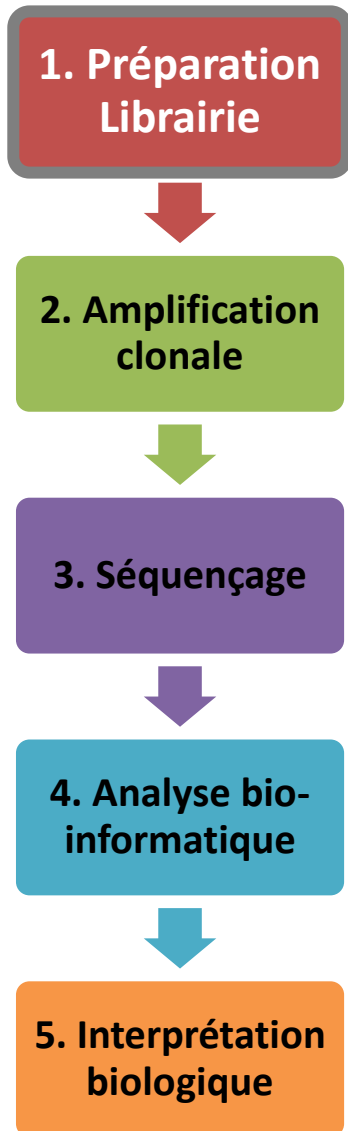 1. Préparation
Librairie
2. Amplification
clonale
3. Séquençage
4. Analyse bio-
informatique
5. Interprétation
biologique